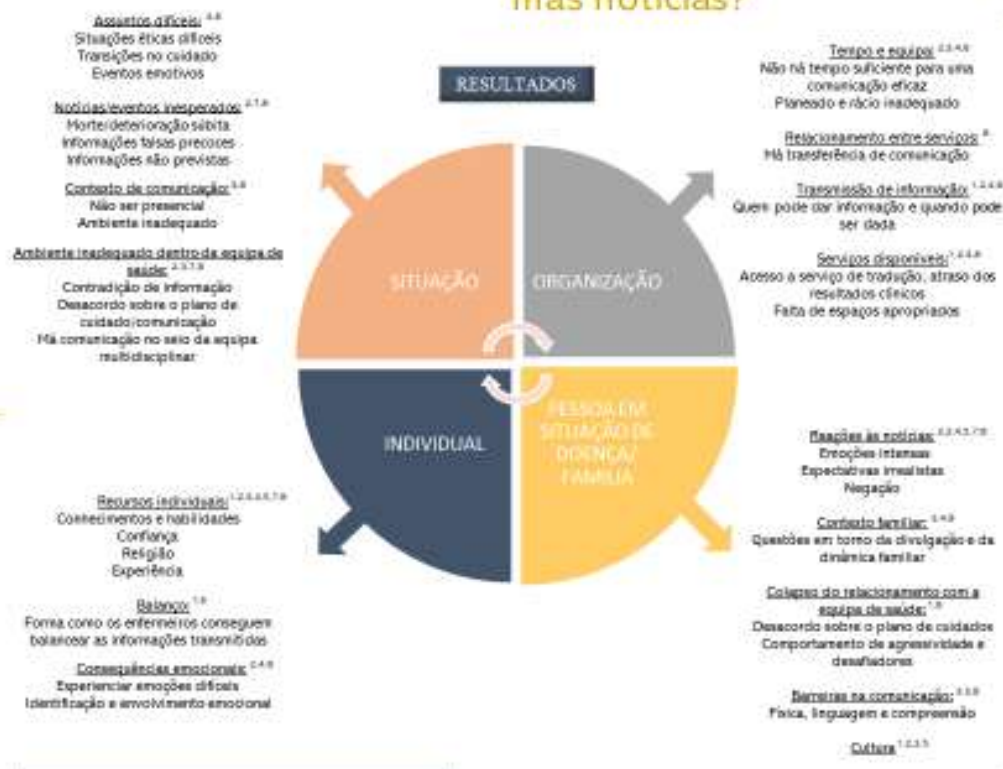 más notícias?
RESULTADOS
Assuntos difíceis:
Situações éticas difíceis
Transições no cuidado
Eventos emotivos
Notícias/eventos inesperados:
Morte/deterioração súbita
Informações falsas precoces
Informações não previstas
Contexto de comunicação:
Não ser presencial
Ambiente inadequado
Ambiente inadequado dentro da equipa de
saúde:
Contradição de informação
Desacordo sobre o plano de
cuidado/comunicação
Má comunicação no seio da equipa
multidisciplinar
SITUAÇÃO
ORGANIZAÇÃO
Tempo e equipa:
Não há tempo suficiente para uma
comunicação eficaz
Planeado e rácio inadequado
Relacionamento entre serviços:
Má transferência de comunicação
Transmissão de informação:
Quem pode dar informação e quando pode
ser dada
Serviços disponíveis:
Acesso a serviço de tradução, atraso dos
resultados clínicos
Falta de espaços apropriados
INDIVIDUAL
PESSOA EM
SITUAÇÃO DE
DOENÇA/
FAMÍLIA
Recursos individuais:
Conhecimentos e habilidades
Confiança
Religião
Experiência
Balanço:
Forma como os enfermeiros conseguem
balancear as informações transmitidas
Consequências emocionais:
Experienciar emoções difíceis
Identificação e envolvimento emocional
Reações às notícias:
Emoções intensas
Expectativas irrealistas
Negação
Contexto familiar:
Questões em torno da divulgação e da
dinâmica familiar
Colapso do relacionamento com a
equipa de saúde:
Desacordo sobre o plano de cuidados
Comportamento de agressividade e
desafiadores
Barreiras na comunicação:
Física, linguagem e compreensão
Cultura